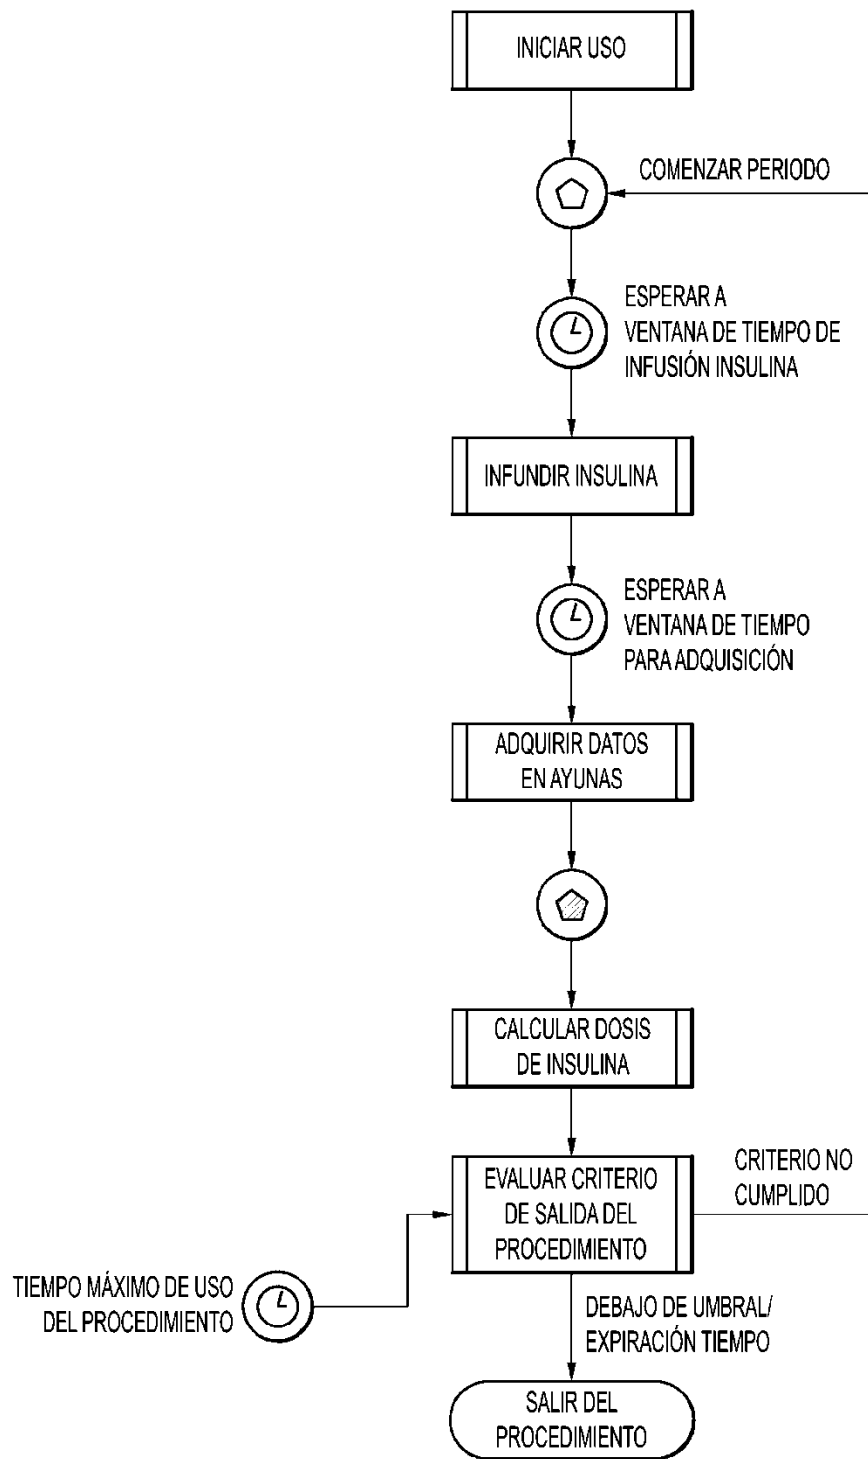 INICIAR USO
COMENZAR PERIODO
ESPERAR A
VENTANA DE TIEMPO DE
INFUSIÓN INSULINA
INFUNDIR INSULINA
ESPERAR A
VENTANA DE TIEMPO
PARA ADQUISICIÓN
ADQUIRIR DATOS
EN AYUNAS
CALCULAR DOSIS
DE INSULINA
EVALUAR CRITERIO
DE SALIDA DEL
PROCEDIMIENTO
CRITERIO NO
CUMPLIDO
TIEMPO MÁXIMO DE USO
DEL PROCEDIMIENTO
DEBAJO DE UMBRAL/
EXPIRACIÓN TIEMPO
SALIR DEL
PROCEDIMIENTO